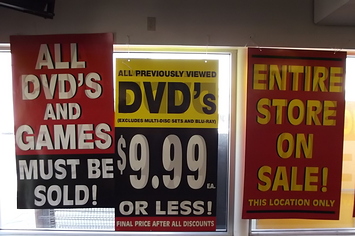 ALL
DVD'S
AND
GAMES
MUST BE
SOLD!
ALL PREVIOUSLY VIEWED
DVD's
(EXCLUDES MULTI-DISC SETS AND BLU-RAY)
$9.99 EA.
OR LESS!
FINAL PRICE AFTER ALL DISCOUNTS
ENTIRE
STORE
ON
SALE!
THIS LOCATION ONLY